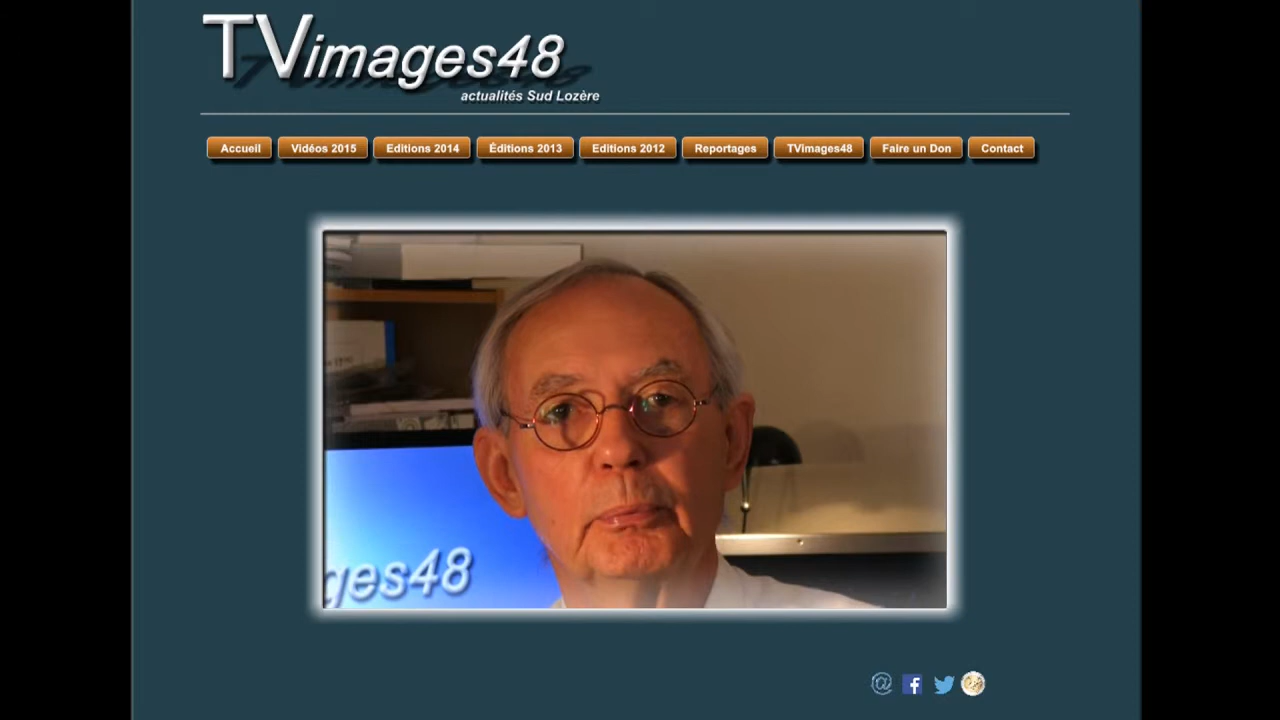 TVimages48
actualités Sud Lozère
Accueil Vidéos 2015 Editions 2014 Éditions 2013 Editions 2012 Reportages TVimages48 Faire un Don Contact
ges48